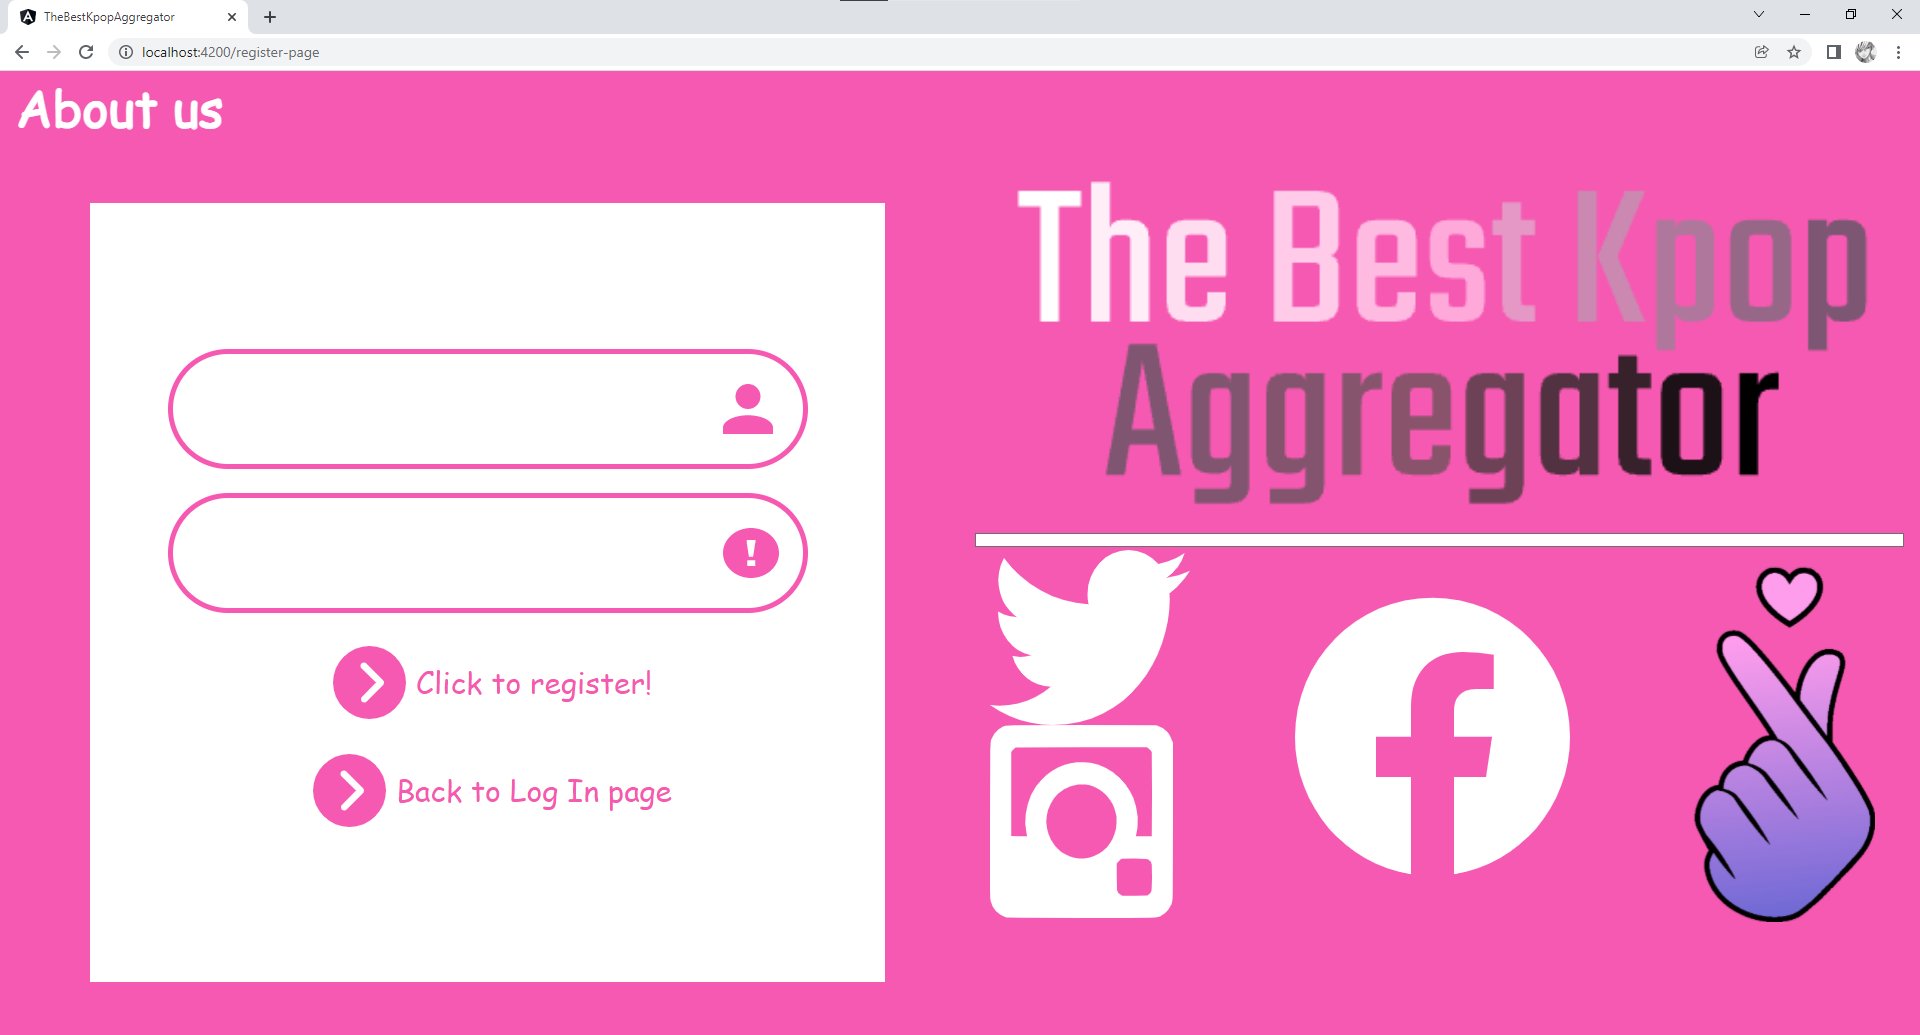 TheBestKpopAggregator
localhost:4200/register-page
About us
The Best Kpop
Aggregator
Click to register!
Back to Log In page